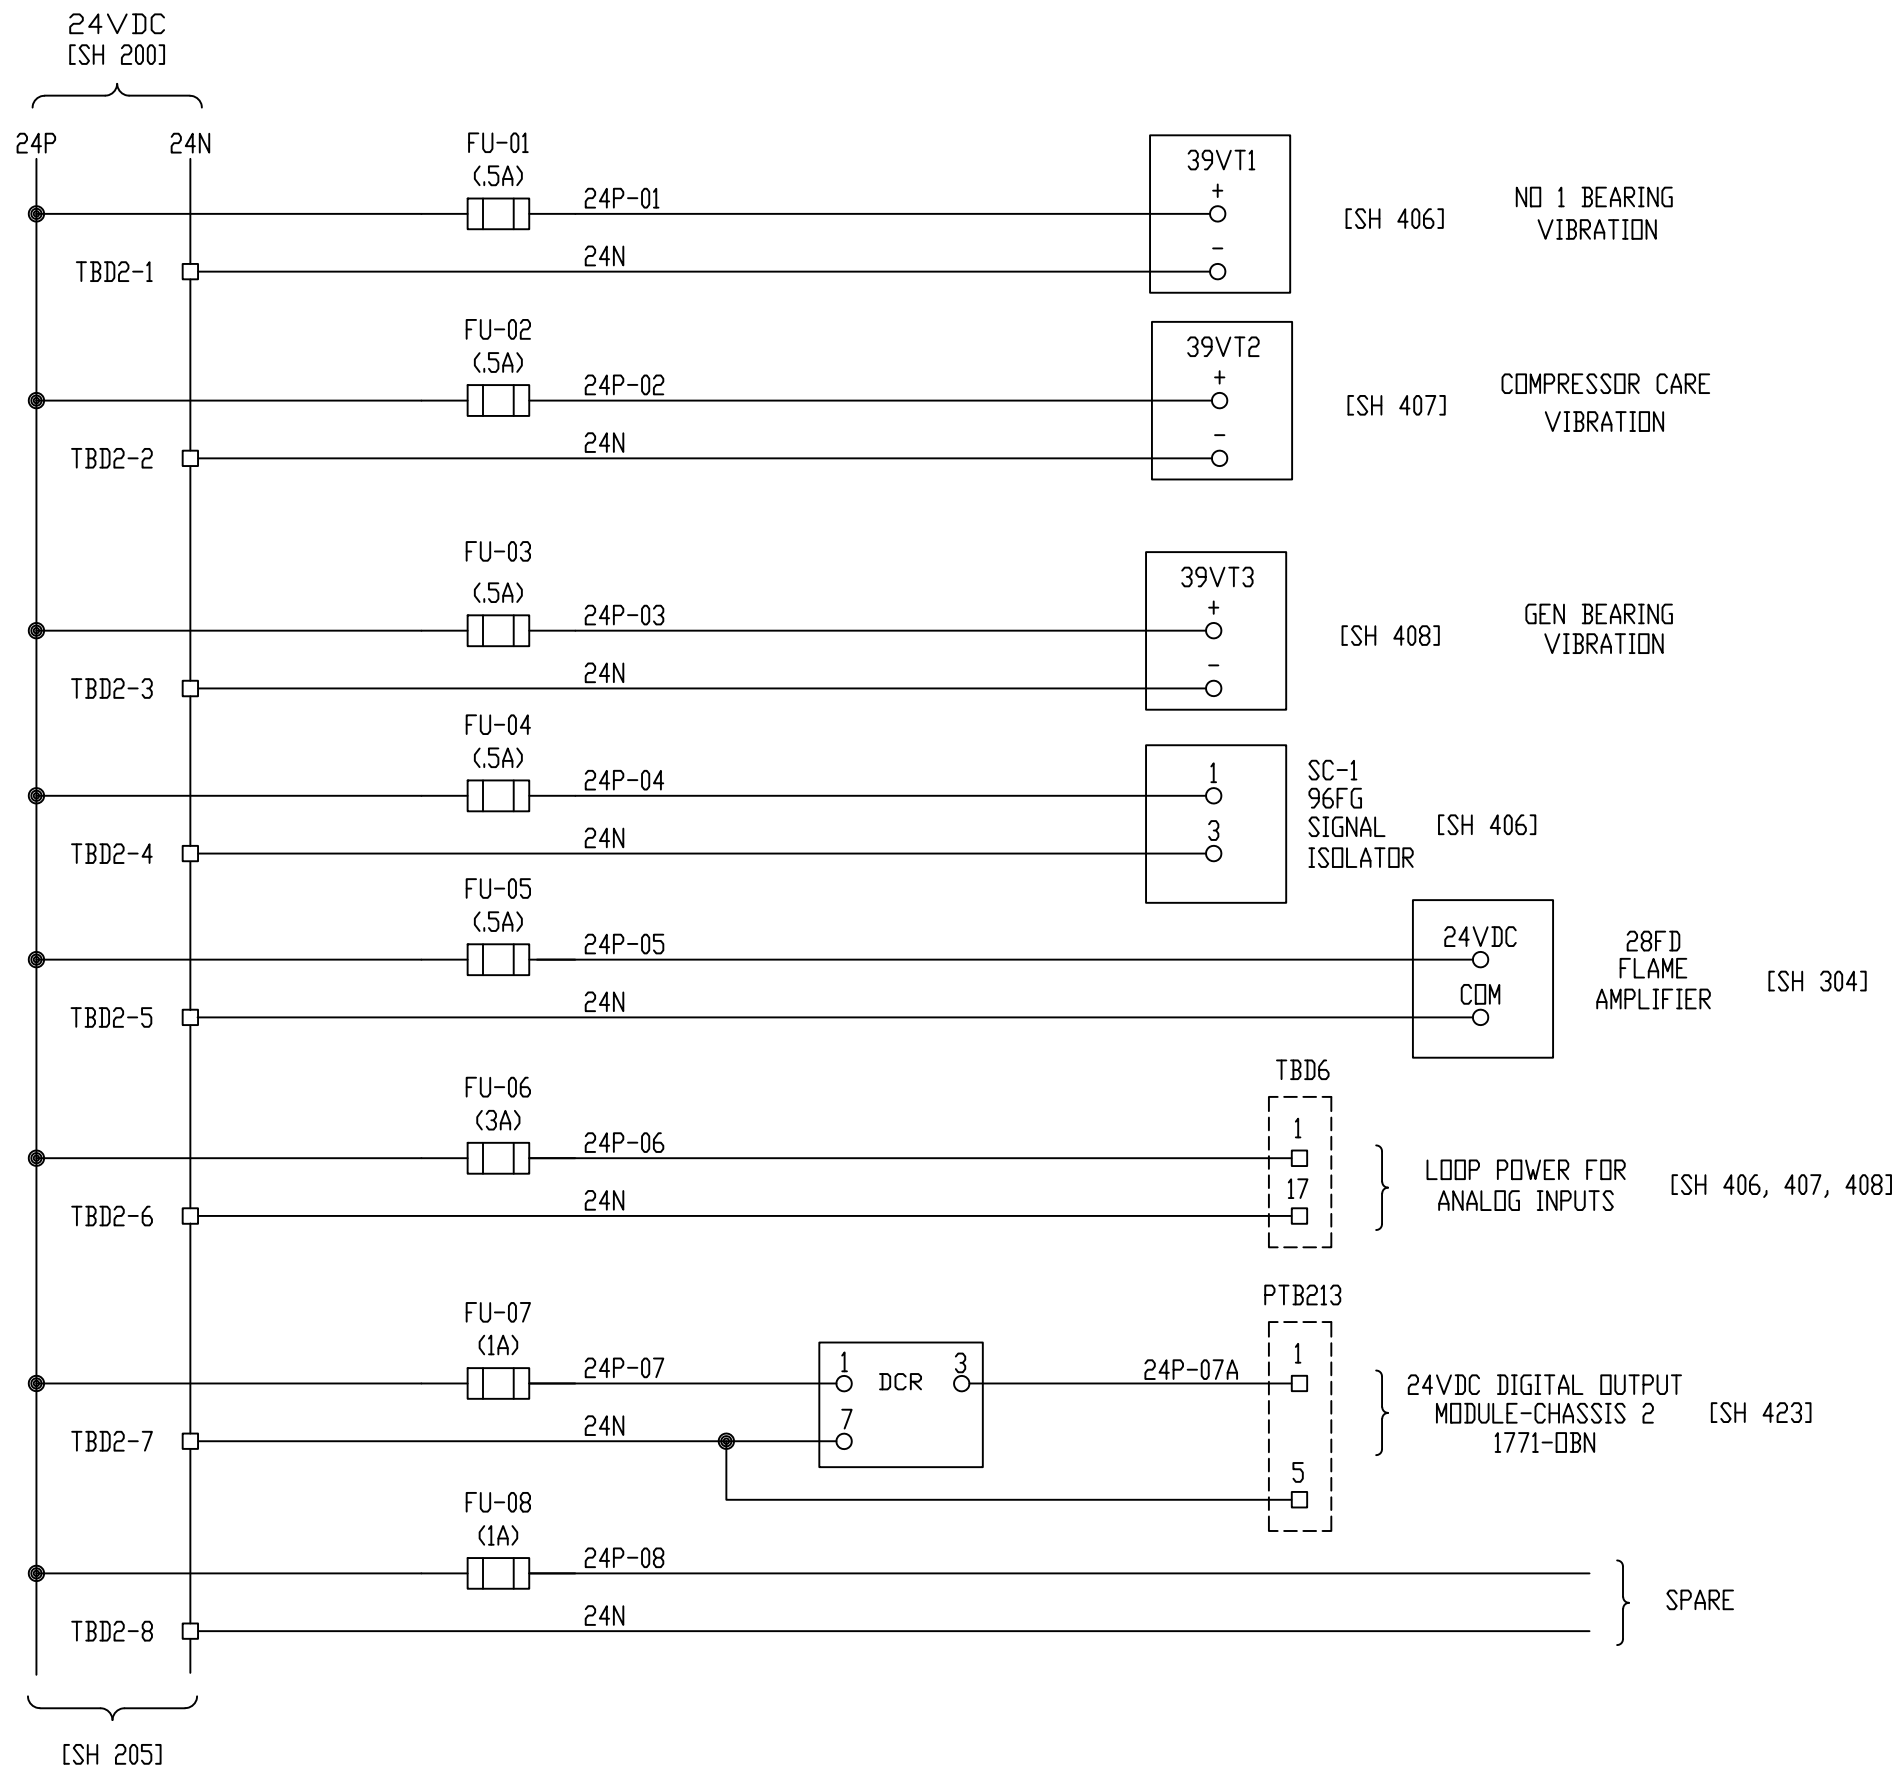 24VDC
[SH 200]
24P
24N
FU-01
(.5A)
24P-01
39VT1
+
-
[SH 406]
NO 1 BEARING
VIBRATION
24N
TBD2-1
FU-02
(.5A)
24P-02
39VT2
+
-
[SH 407]
COMPRESSOR CARE
VIBRATION
24N
TBD2-2
FU-03
(.5A)
24P-03
39VT3
+
-
[SH 408]
GEN BEARING
VIBRATION
24N
TBD2-3
FU-04
(.5A)
24P-04
1
3
SC-1
96FG
SIGNAL
ISOLATOR
[SH 406]
24N
TBD2-4
FU-05
(.5A)
24P-05
24VDC
COM
28FD
FLAME
AMPLIFIER
[SH 304]
24N
TBD2-5
FU-06
(3A)
24P-06
TBD6
1
17
LOOP POWER FOR
ANALOG INPUTS
[SH 406, 407, 408]
24N
TBD2-6
FU-07
(1A)
24P-07
1
DCR
3
7
24P-07A
PTB213
1
5
24VDC DIGITAL OUTPUT
MODULE-CHASSIS 2
1771-OBN
[SH 423]
24N
TBD2-7
FU-08
(1A)
24P-08
SPARE
24N
TBD2-8
[SH 205]